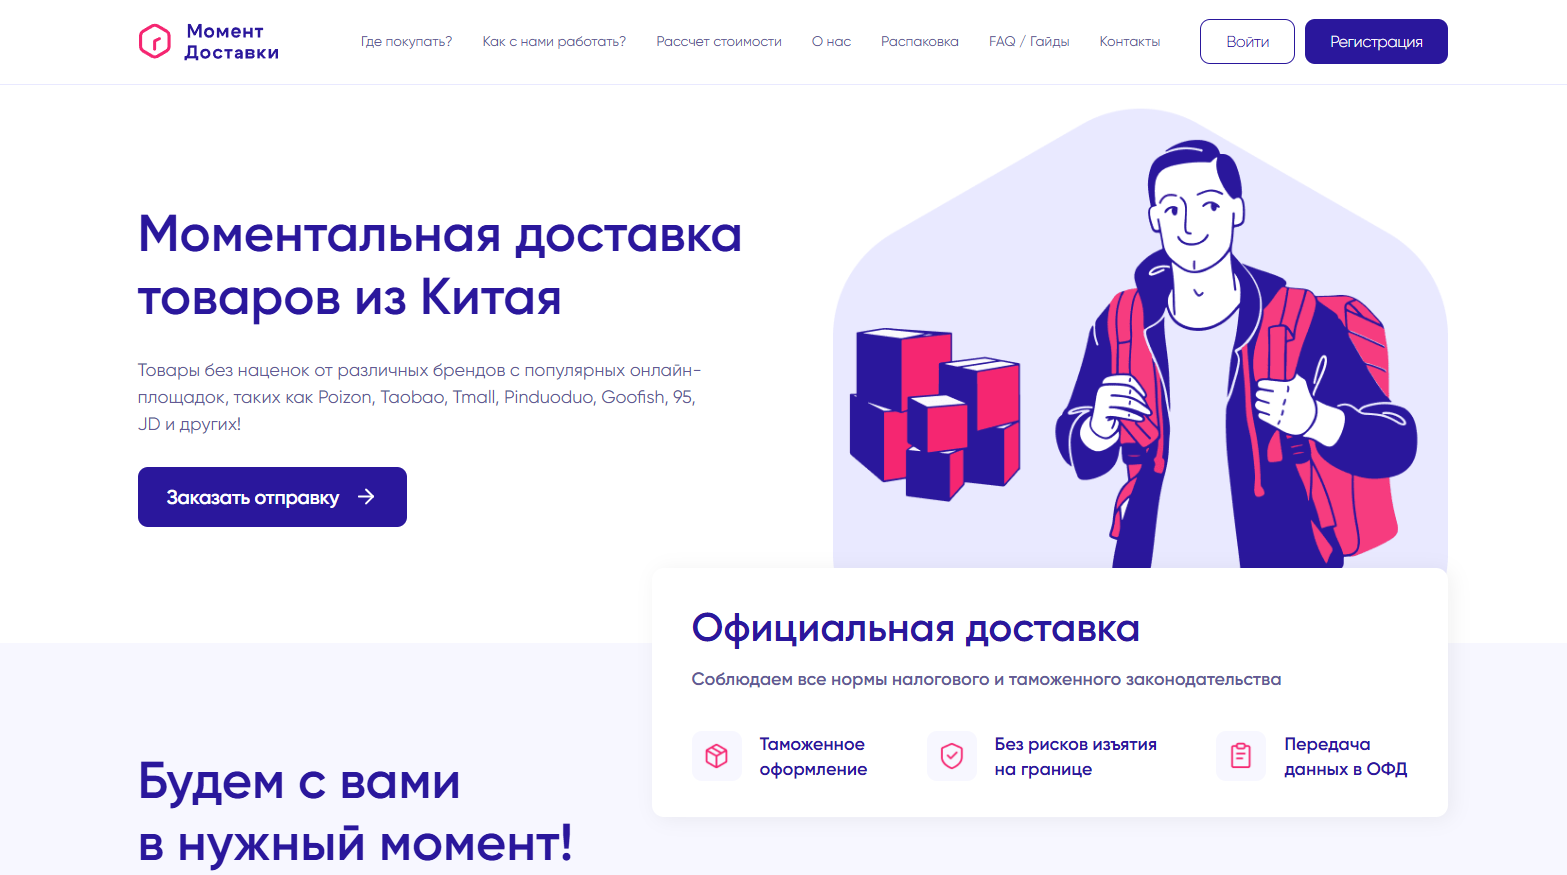 Момент
Доставки
Где покупать?
Как с нами работать?
Рассчет стоимости
О нас
Распаковка
FAQ / Гайды
Контакты
Войти
Регистрация
Моментальная доставка
товаров из Китая
Товары без наценок от различных брендов с популярных онлайн-
площадок, таких как Poizon, Taobao, Tmall, Pinduoduo, Goofish, 95,
JD и других!
Заказать отправку
Официальная доставка
Соблюдаем все нормы налогового и таможенного законодательства
Таможенное
оформление
Без рисков изъятия
на границе
Передача
данных в ОФД
Будем с вами
в нужный момент!